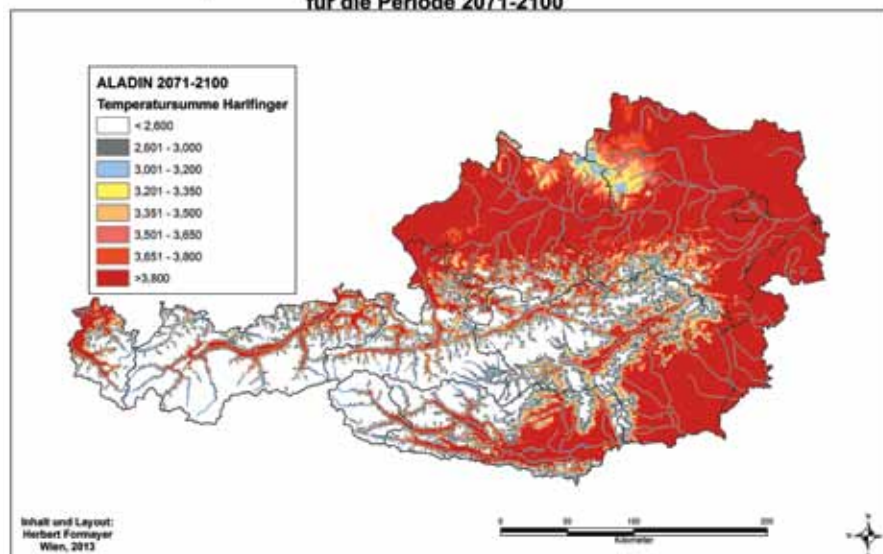 für die Periode 2071-2100
ALADIN 2071-2100
Temperatursumme Harlfinger
< 2,600
2,601 - 3,000
3,001 - 3,200
3,201 - 3,350
3,351 - 3,500
3,501 - 3,650
3,651 - 3,800
>3,800
Inhalt und Layout:
Herbert Formayer
Wien, 2013
0 50 100 200
Kilometer